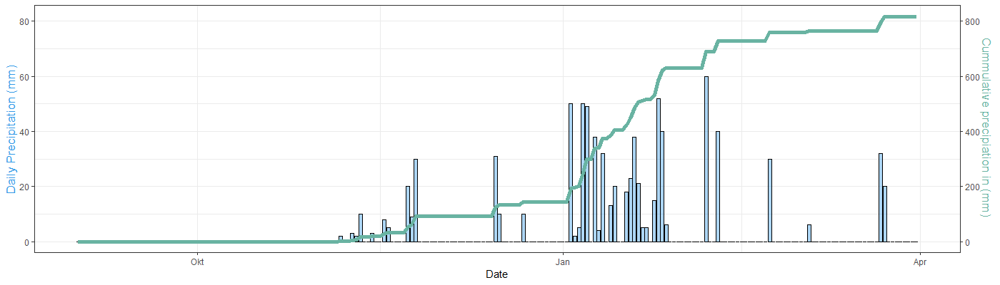 Daily Precipitation (mm)
80
60
40
20
0
800
600
400
200
0
Cummulative precipiation in (mm)
Okt
Jan
Apr
Date